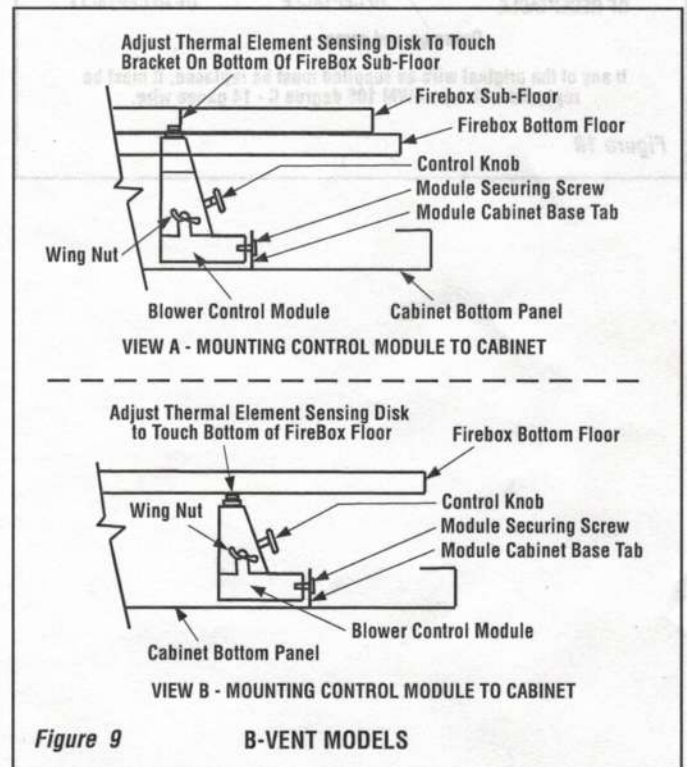 Adjust Thermal Element Sensing Disk To Touch
Bracket On Bottom Of FireBox Sub-Floor
Firebox Sub-Floor
Firebox Bottom Floor
Control Knob
Module Securing Screw
Module Cabinet Base Tab
Wing Nut
Blower Control Module
Cabinet Bottom Panel
VIEW A - MOUNTING CONTROL MODULE TO CABINET
Adjust Thermal Element Sensing Disk
to Touch Bottom of FireBox Floor
Firebox Bottom Floor
Wing Nut
Control Knob
Module Securing Screw
Module Cabinet Base Tab
Blower Control Module
Cabinet Bottom Panel
VIEW B - MOUNTING CONTROL MODULE TO CABINET
Figure 9 B-VENT MODELS